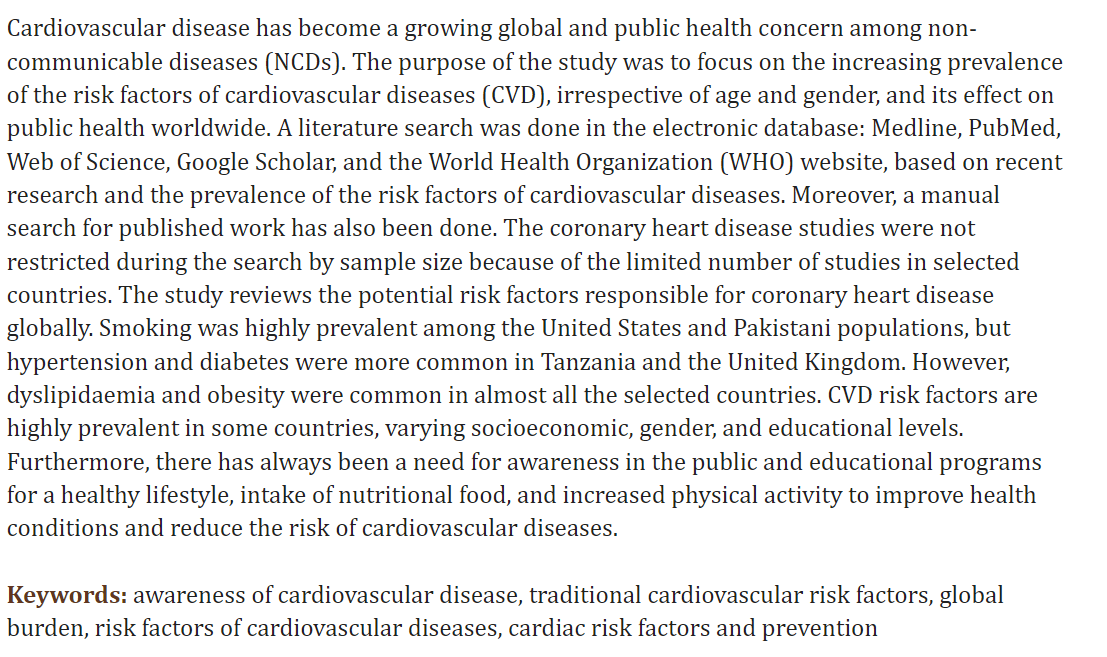 Cardiovascular disease has become a growing global and public health concern among non-
communicable diseases (NCDs). The purpose of the study was to focus on the increasing prevalence
of the risk factors of cardiovascular diseases (CVD), irrespective of age and gender, and its effect on
public health worldwide. A literature search was done in the electronic database: Medline, PubMed,
Web of Science, Google Scholar, and the World Health Organization (WHO) website, based on recent
research and the prevalence of the risk factors of cardiovascular diseases. Moreover, a manual
search for published work has also been done. The coronary heart disease studies were not
restricted during the search by sample size because of the limited number of studies in selected
countries. The study reviews the potential risk factors responsible for coronary heart disease
globally. Smoking was highly prevalent among the United States and Pakistani populations, but
hypertension and diabetes were more common in Tanzania and the United Kingdom. However,
dyslipidaemia and obesity were common in almost all the selected countries. CVD risk factors are
highly prevalent in some countries, varying socioeconomic, gender, and educational levels.
Furthermore, there has always been a need for awareness in the public and educational programs
for a healthy lifestyle, intake of nutritional food, and increased physical activity to improve health
conditions and reduce the risk of cardiovascular diseases.
Keywords: awareness of cardiovascular disease, traditional cardiovascular risk factors, global
burden, risk factors of cardiovascular diseases, cardiac risk factors and prevention